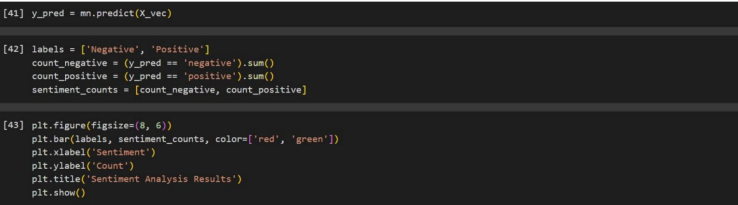 [41] y_pred = mn.predict(X_vec)
[42] labels = ['Negative', 'Positive']
count_negative = (y_pred == 'negative').sum()
count_positive = (y_pred == 'positive').sum()
sentiment_counts = [count_negative, count_positive]
[43] plt.figure(figsize=(8, 6))
plt.bar(labels, sentiment_counts, color=['red', 'green'])
plt.xlabel('Sentiment')
plt.ylabel('Count')
plt.title('Sentiment Analysis Results')
plt.show()